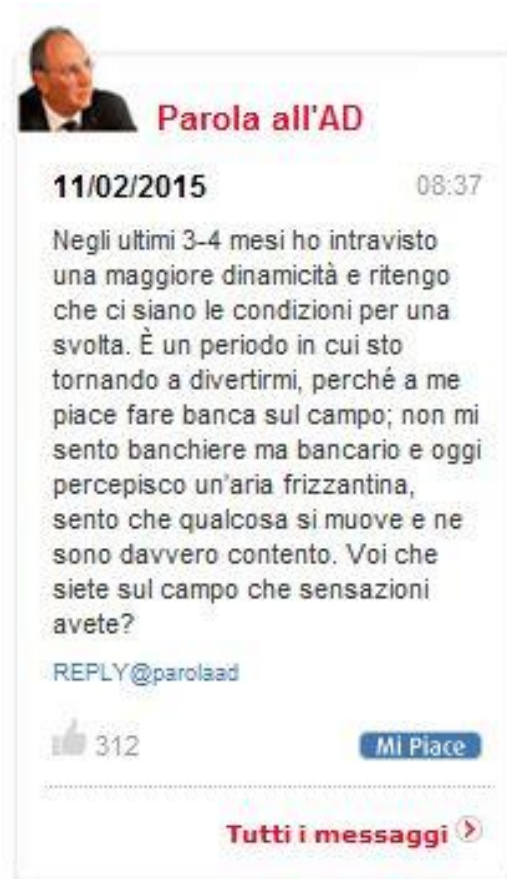 Parola all'AD
11/02/2015 08:37
Negli ultimi 3-4 mesi ho intravisto
una maggiore dinamicità e ritengo
che ci siano le condizioni per una
svolta. È un periodo in cui sto
tornando a divertirmi, perché a me
piace fare banca sul campo; non mi
sento banchiere ma bancario e oggi
percepisco un'aria frizzantina,
sento che qualcosa si muove e ne
sono davvero contento. Voi che
siete sul campo che sensazioni
avete?
REPLY@parolaad
312 Mi Piace
Tutti i messaggi